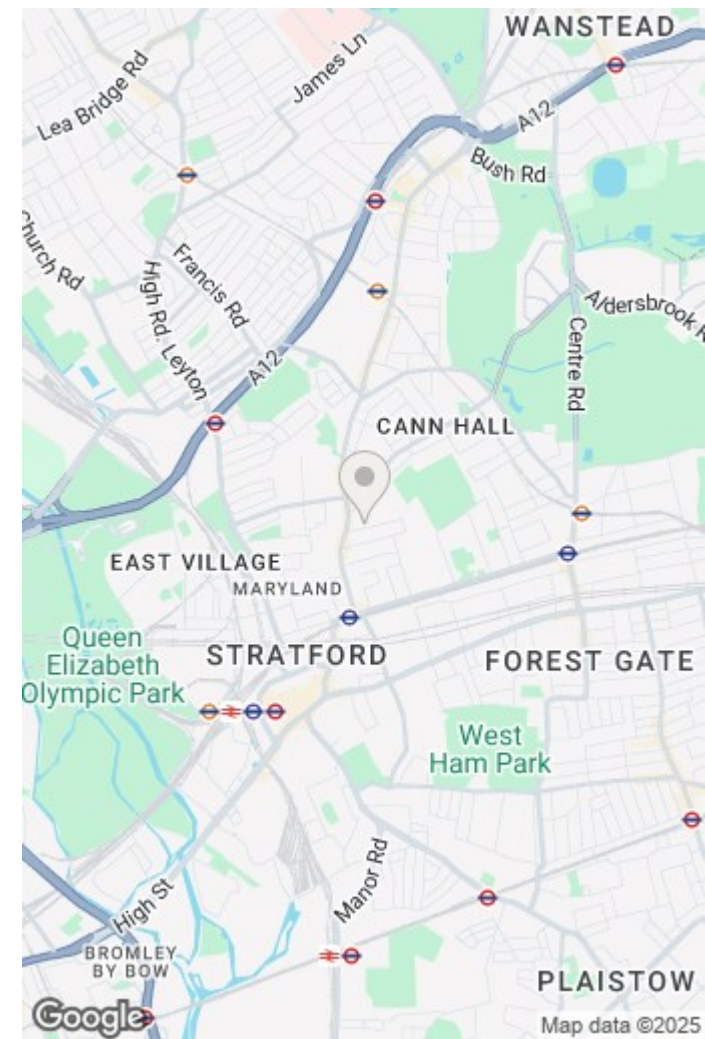 WANSTEAD
James Ln
Lea Bridge Rd
A12
Bush Rd
Church Rd
Francis Rd
High Rd. Leyton
Aldersbrook R
Centre Rd
A12
CANN HALL
EAST VILLAGE
MARYLAND
Queen
Elizabeth
Olympic Park
STRATFORD
FOREST GATE
West
Ham Park
Manor Rd
High St
BROMLEY
BY BOW
PLAISTOW
Google
Map data ©2025